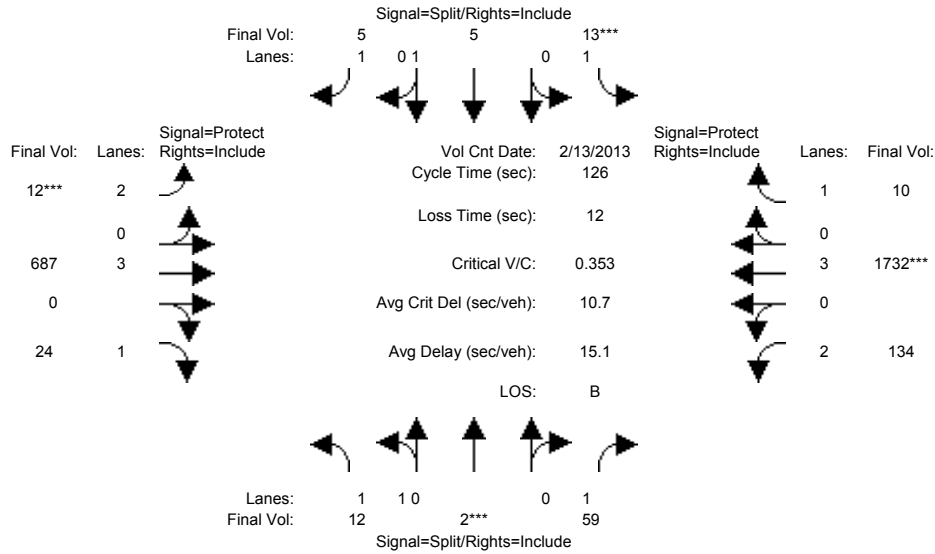 Signal=Split/Rights=Include
Final Vol: 5 5 13***
Lanes: 1 0 1 0 1
Signal=Protect Signal=Protect
Final Vol: Lanes: Rights=Include Vol Cnt Date: 2/13/2013 Rights=Include Lanes: Final Vol:
Cycle Time (sec): 126
12*** 2 1 10
Loss Time (sec): 12
0 0
687 3 Critical V/C: 0.353 3 1732***
0 Avg Crit Del (sec/veh): 10.7 0
24 1 Avg Delay (sec/veh): 15.1 2 134
LOS: B
Lanes: 1 1 0 0 1
Final Vol: 12 2*** 59
Signal=Split/Rights=Include